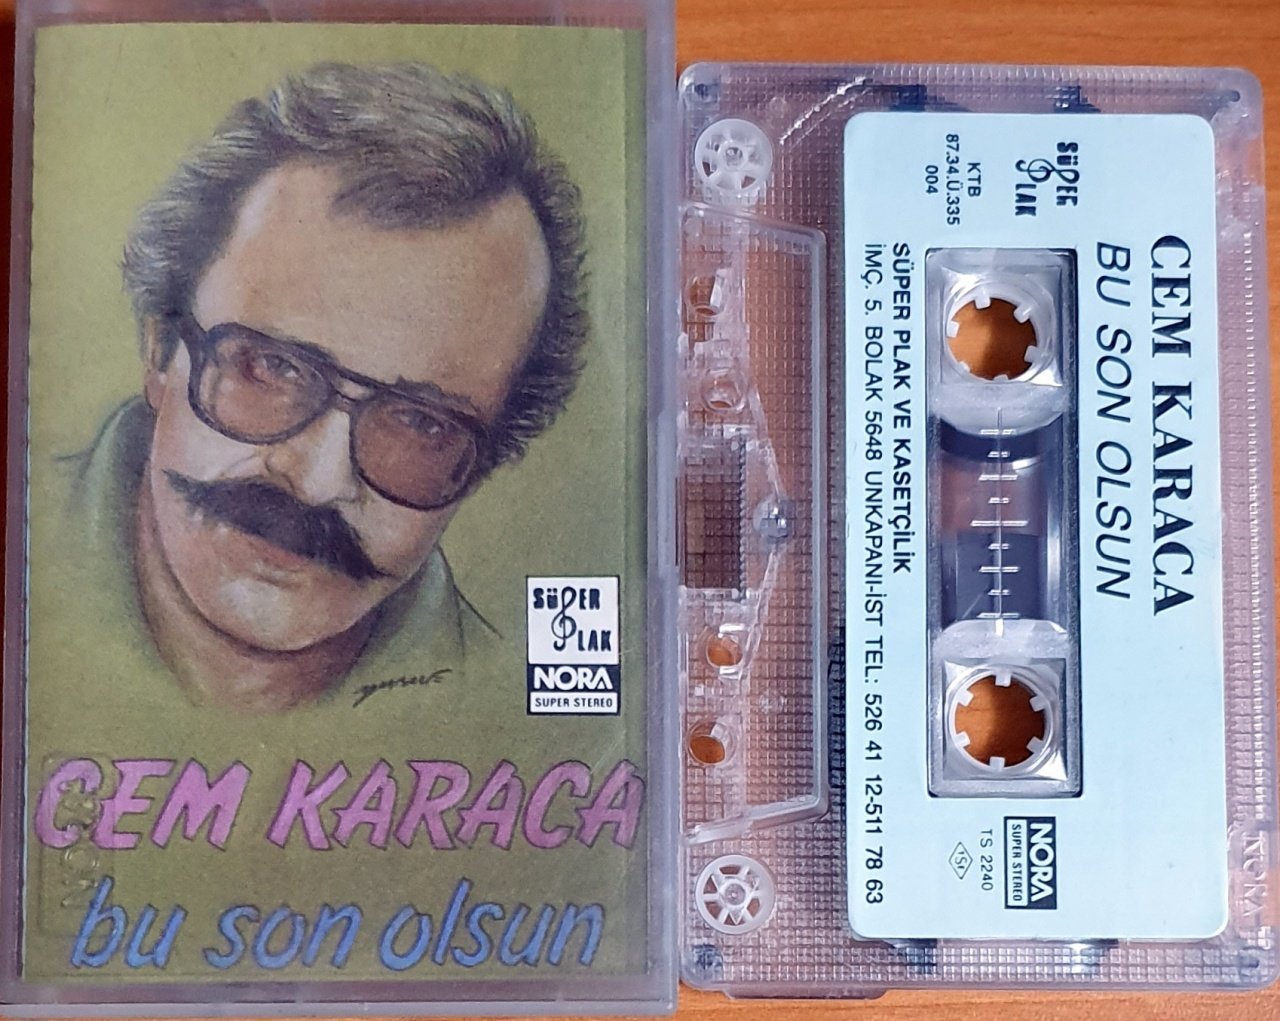 SÜPER
PLAK
NORA
SUPER STEREO
CEM KARACA
bu son olsun
CEM KARACA
BU SON OLSUN
SÜPER
PLAK
KTB
87.34.Ü.335
004
SÜPER PLAK VE KASETÇİLİK
İMÇ. 5. BOLAK 5648 UNKAPANI-İST TEL: 526 41 12-511 78 63
NORA
SUPER STEREO
TS 2240
NORA